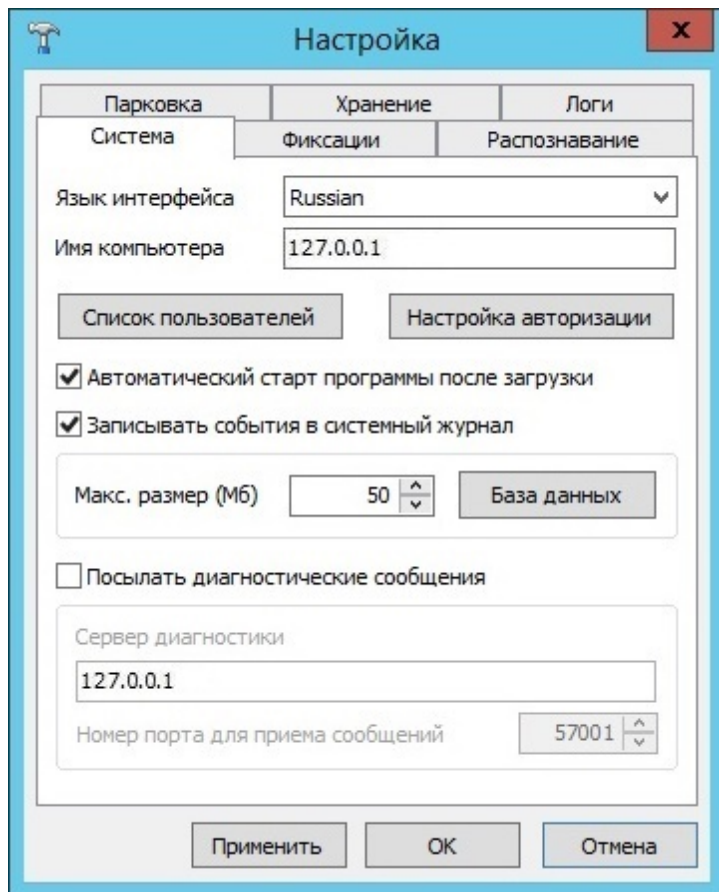 Настройка
x
Парковка Хранение Логи
Система Фиксации Распознавание
Язык интерфейса Russian
Имя компьютера 127.0.0.1
Список пользователей Настройка авторизации
Автоматический старт программы после загрузки
Записывать события в системный журнал
Макс. размер (Мб) 50 База данных
Посылать диагностические сообщения
Сервер диагностики
127.0.0.1
Номер порта для приема сообщений 57001
Применить OK Отмена